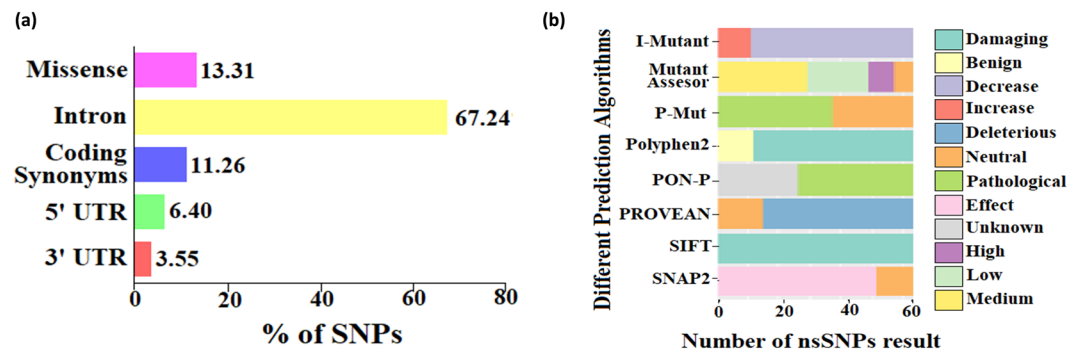 (a)
Missense
13.31
Intron
67.24
Coding
Synonyms
11.26
5' UTR
6.40
3' UTR
3.55
0 20 40 60 80
% of SNPs
(b)
Different Prediction Algorithms
I-Mutant
Mutant
Assesor
P-Mut
Polyphen2
PON-P
PROVEAN
SIFT
SNAP2
0 20 40 60
Number of nsSNPs result
Damaging
Benign
Decrease
Increase
Deleterious
Neutral
Pathological
Effect
Unknown
High
Low
Medium